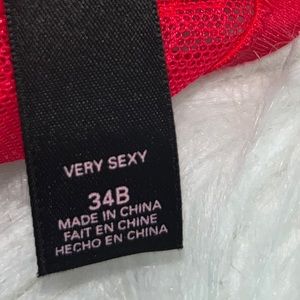 VERY SEXY
34B
MADE IN CHINA
FAIT EN CHINE
HECHO EN CHINA